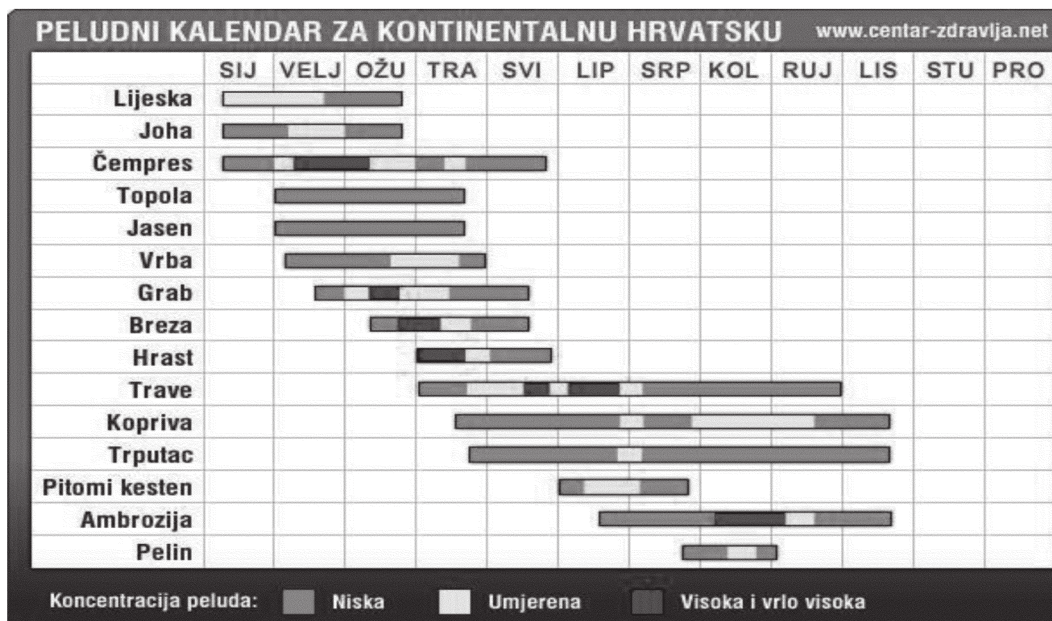 PELUDNI KALENDAR ZA KONTINENTALNU HRVATSKU www.centar-zdravlja.net
SIJ VELJ OŽU TRA SVI LIP SRP KOL RUJ LIS STU PRO
Lijeska
Joha
Čempres
Topola
Jasen
Vrba
Grab
Breza
Hrast
Trave
Kopriva
Trputac
Pitomi kesten
Ambrozija
Pelin
Koncentracija peluda: Niska Umjerena Visoka i vrlo visoka